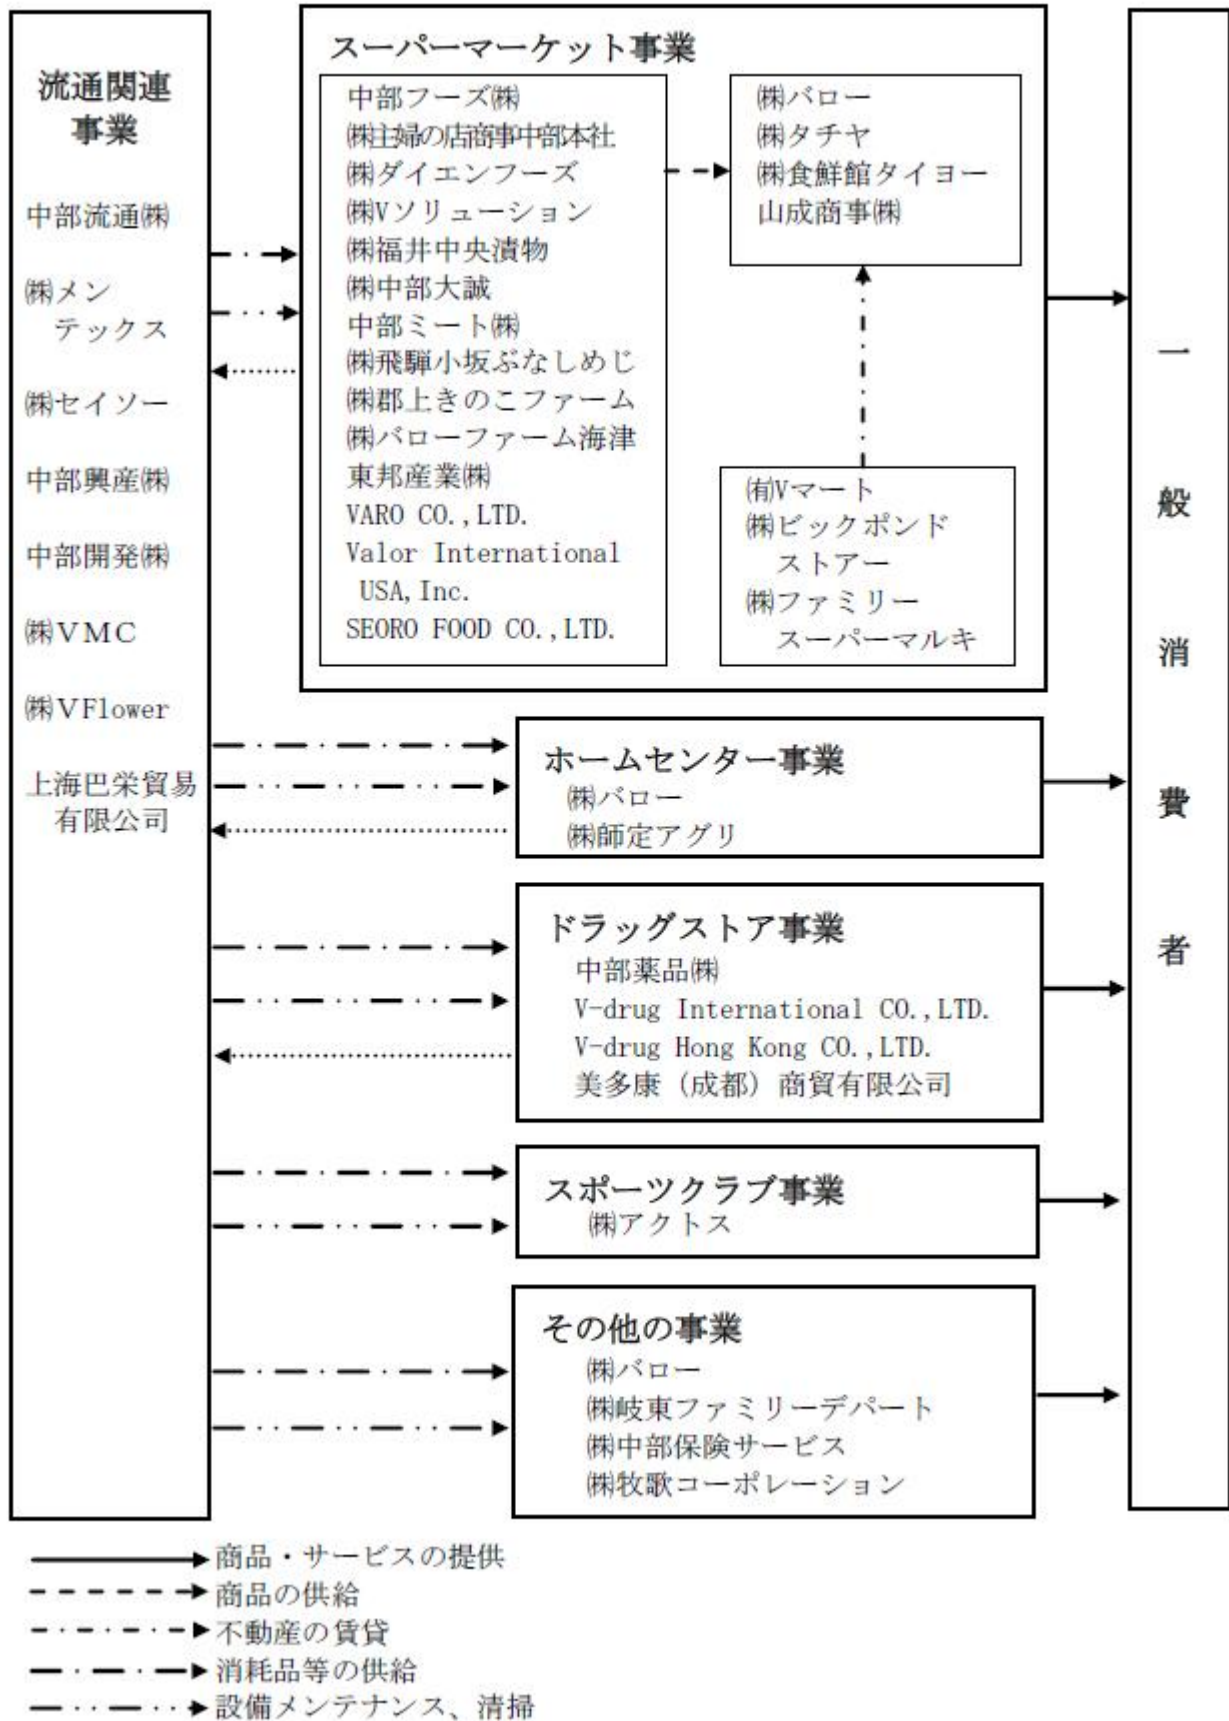 流通関連
事業
中部流通㈱
㈱メン
テックス
㈱セイソー
中部興産㈱
中部開発㈱
㈱VMC
㈱VFlower
上海巴栄貿易
有限公司
スーパーマーケット事業
中部フーズ㈱
㈱主婦の店商事中部本社
㈱ダイエンフーズ
㈱Vソリューション
㈱福井中央漬物
㈱中部大誠
中部ミート㈱
㈱飛騨小坂ぶなしめじ
㈱郡上きのこファーム
㈱バローファーム海津
東邦産業㈱
VARO CO.,LTD.
Valor International
USA,Inc.
SEORO FOOD CO.,LTD.
㈱バロー
㈱タチヤ
㈱食鮮館タイヨー
山成商事㈱
㈲Vマート
㈱ビックポンド
ストアー
㈱ファミリー
スーパーマルキ
ホームセンター事業
㈱バロー
㈱師定アグリ
ドラッグストア事業
中部薬品㈱
V-drug International CO.,LTD.
V-drug Hong Kong CO.,LTD.
美多康（成都）商貿有限公司
スポーツクラブ事業
㈱アクトス
その他の事業
㈱バロー
㈱岐東ファミリーデパート
㈱中部保険サービス
㈱牧歌コーポレーション
一般消費者
商品・サービスの提供
商品の供給
不動産の賃貸
消耗品等の供給
設備メンテナンス、清掃